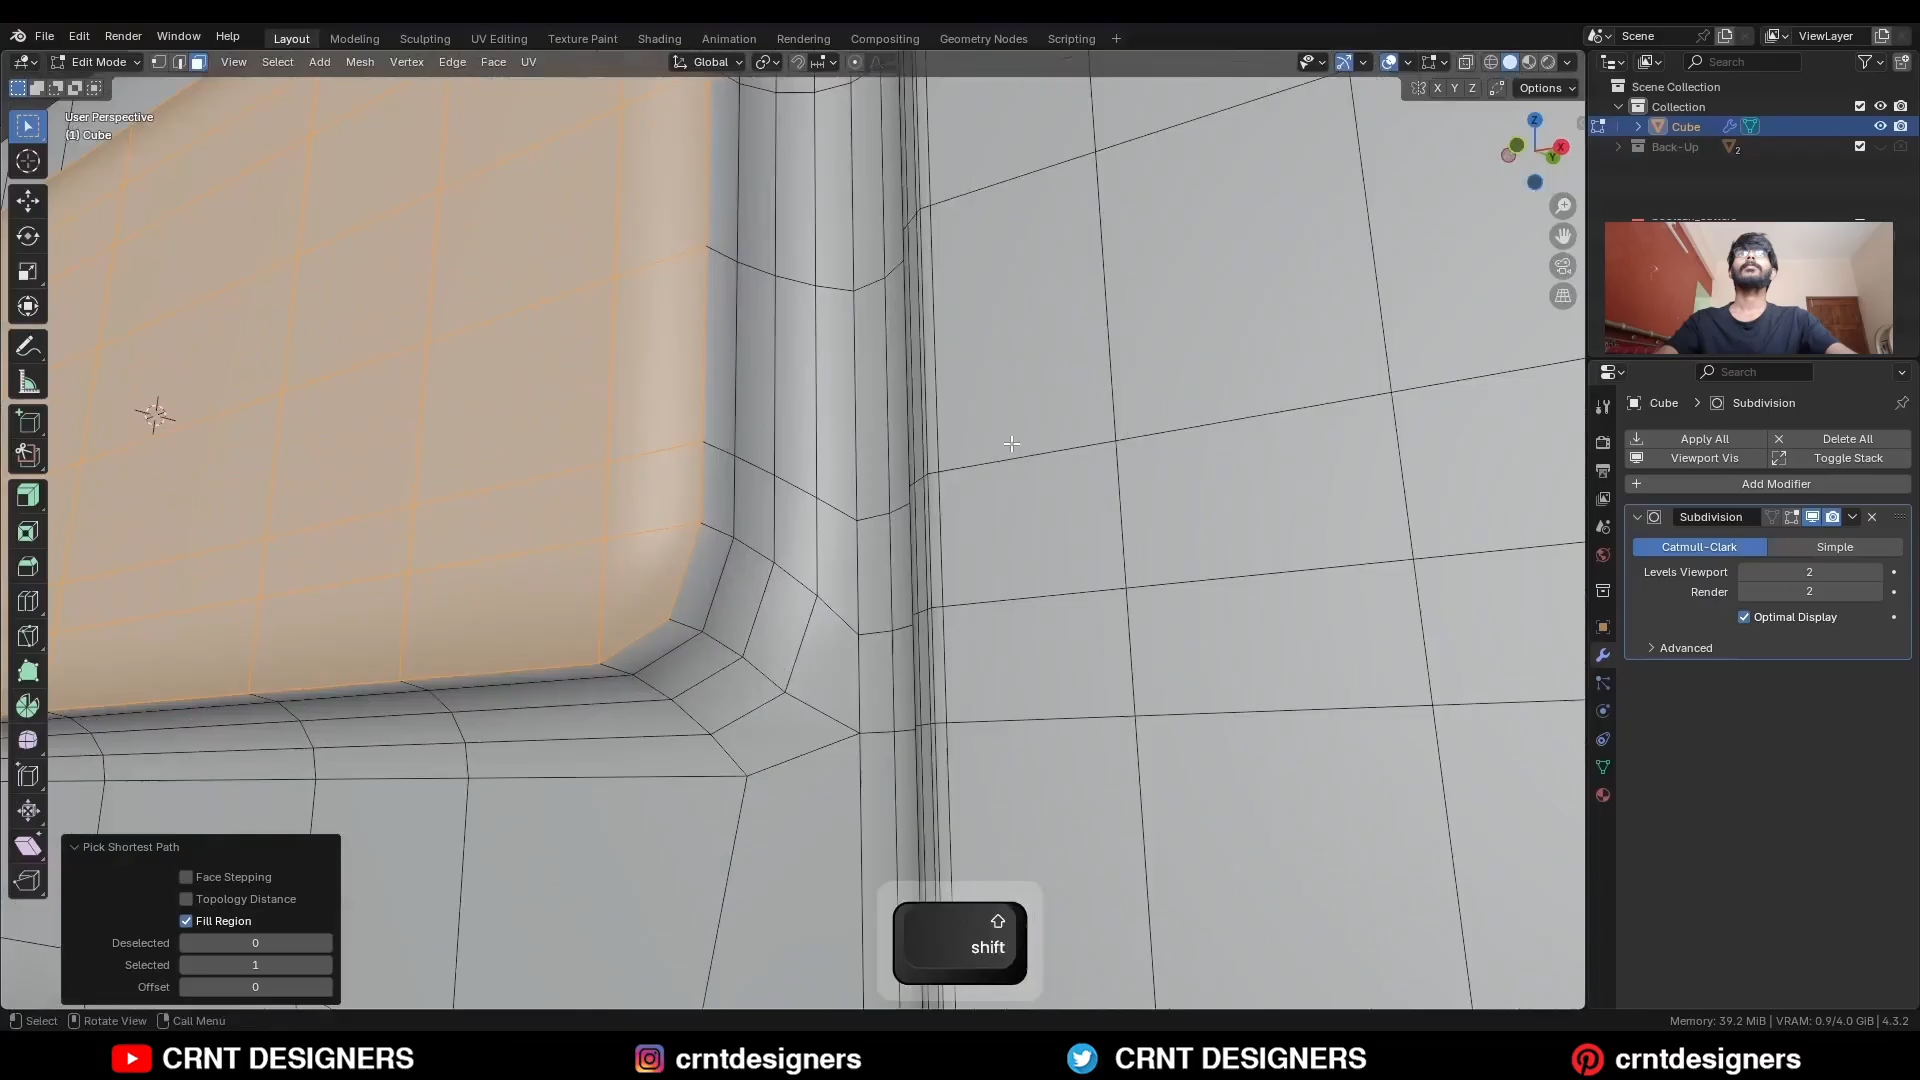 File Edit Render Window Help Layout Modeling Sculpting UV Editing Texture Paint Shading Animation Rendering Compositing Geometry Nodes Scripting + Scene ViewLayer
Edit Mode View Select Add Mesh Vertex Edge Face UV Global Search
X Y Z Options
Scene Collection
User Perspective
(1) Cube
Collection
Cube
Back-Up 2
Z
X
Y
Search
Cube > Subdivision
Apply All Delete All
Viewport Vis Toggle Stack
Add Modifier
Subdivision
Catmull-Clark Simple
Levels Viewport 2
Render 2
Optimal Display
Advanced
Pick Shortest Path
Face Stepping
Topology Distance
Fill Region
Deselected 0
Selected 1
Offset 0
shift
Select Rotate View Call Menu Memory: 39.2 MiB | VRAM: 0.9/4.0 GiB | 4.3.2
CRNT DESIGNERS crntdesigners CRNT DESIGNERS crntdesigners